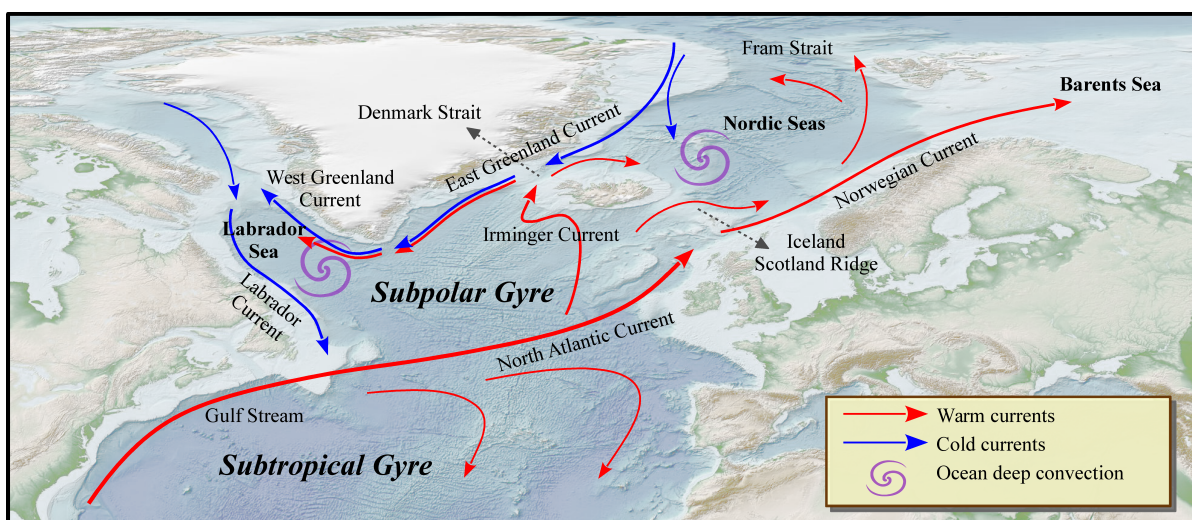 Fram Strait
Barents Sea
Denmark Strait
Nordic Seas
East Greenland Current
West Greenland
Current
Norwegian Current
Labrador
Sea
Irminger Current
Iceland
Scotland Ridge
Labrador
Current
Subpolar Gyre
North Atlantic Current
Gulf Stream
Subtropical Gyre
Warm currents
Cold currents
Ocean deep convection